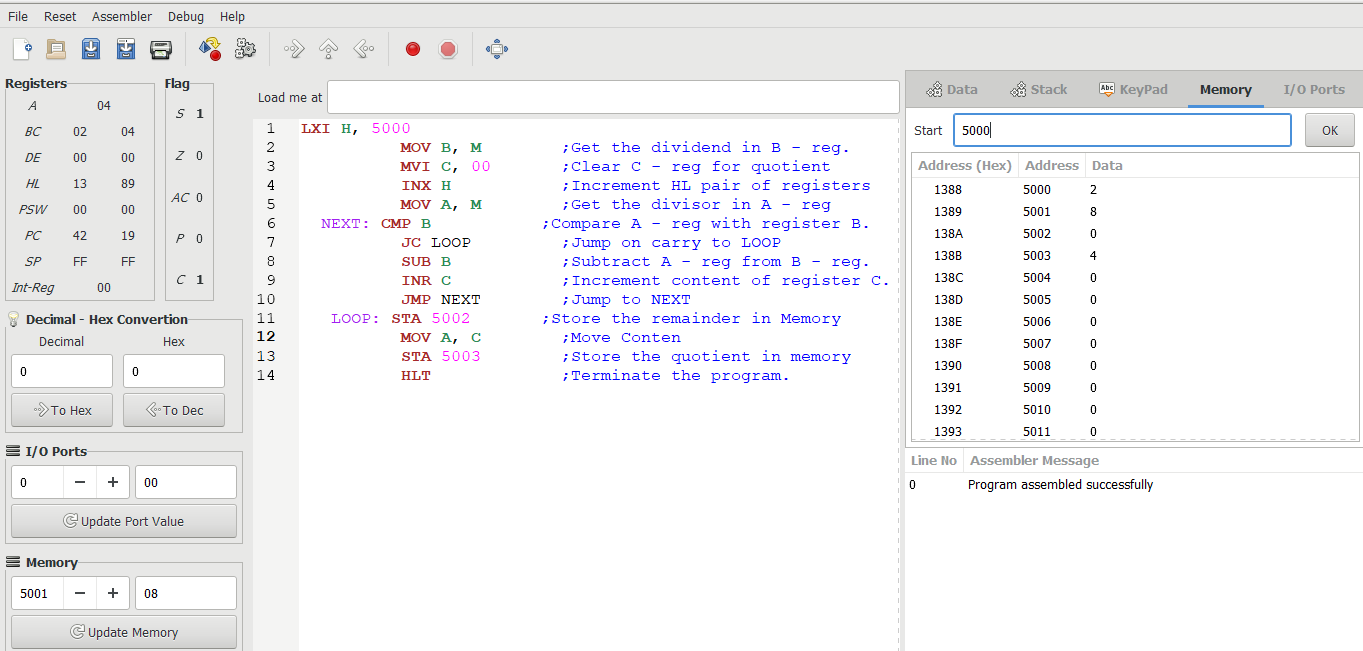 File Reset Assembler Debug Help
Registers
A 04
BC 02 04
DE 00 00
HL 13 89
PSW 00 00
PC 42 19
SP FF FF
Int-Reg 00
Flag
S 1
Z 0
AC 0
P 0
C 1
Decimal - Hex Convertion
Decimal Hex
0 0
To Hex To Dec
I/O Ports
0 − + 00
Update Port Value
Memory
5001 − + 08
Update Memory
Load me at
1 LXI H, 5000
2 MOV B, M ;Get the dividend in B - reg.
3 MVI C, 00 ;Clear C - reg for quotient
4 INX H ;Increment HL pair of registers
5 MOV A, M ;Get the divisor in A - reg
6 NEXT: CMP B ;Compare A - reg with register B.
7 JC LOOP ;Jump on carry to LOOP
8 SUB B ;Subtract A - reg from B - reg.
9 INR C ;Increment content of register C.
10 JMP NEXT ;Jump to NEXT
11 LOOP: STA 5002 ;Store the remainder in Memory
12 MOV A, C ;Move Conten
13 STA 5003 ;Store the quotient in memory
14 HLT ;Terminate the program.
Data Stack Abc KeyPad Memory I/O Ports
Start 5000 OK
Address (Hex) Address Data
1388 5000 2
1389 5001 8
138A 5002 0
138B 5003 4
138C 5004 0
138D 5005 0
138E 5006 0
138F 5007 0
1390 5008 0
1391 5009 0
1392 5010 0
1393 5011 0
Line No Assembler Message
0 Program assembled successfully